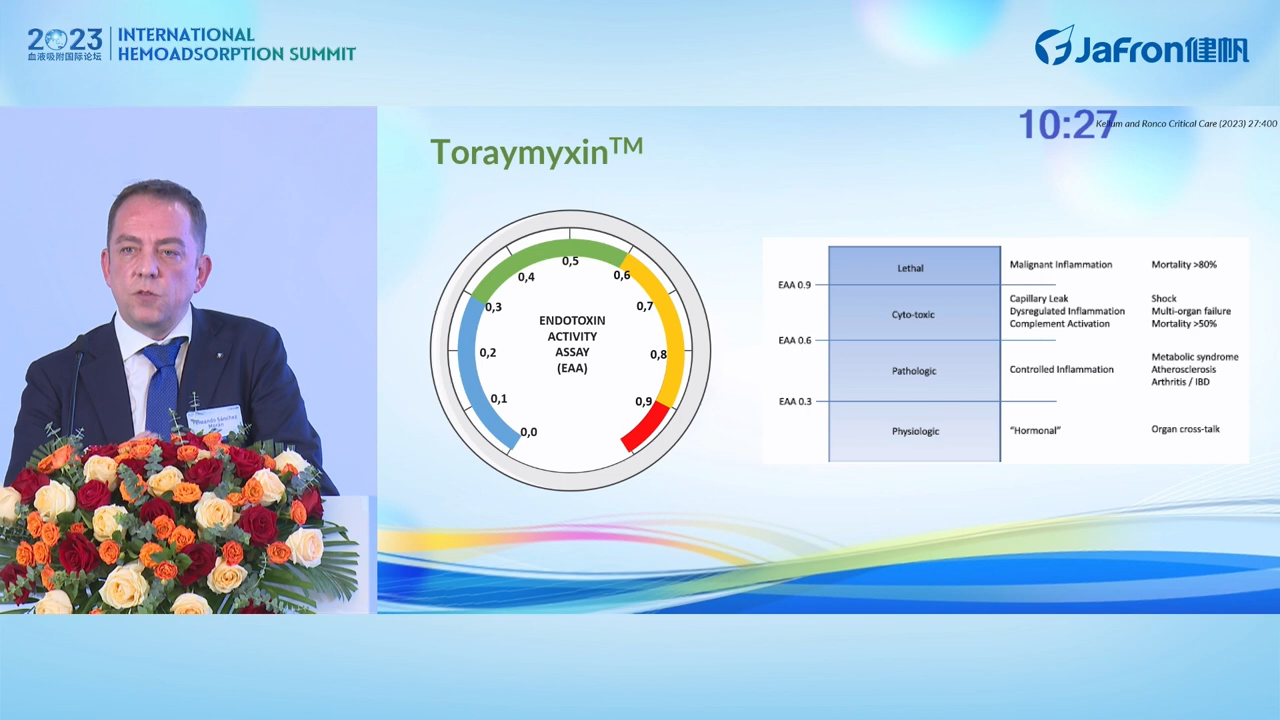 2023
血液吸附国际论坛
INTERNATIONAL
HEMOADSORPTION SUMMIT
JaFron健帆
10:27
Kellum and Ronco Critical Care (2023) 27:400
Toraymyxin™
0,5
0,4
0,6
0,3
0,7
0,2
0,8
0,1
0,9
0,0
ENDOTOXIN
ACTIVITY
ASSAY
(EAA)
Lethal
Malignant Inflammation
Mortality >80%
EAA 0.9
Cyto-toxic
Capillary Leak
Dysregulated Inflammation
Complement Activation
Shock
Multi-organ failure
Mortality >50%
EAA 0.6
Pathologic
Controlled Inflammation
Metabolic syndrome
Atherosclerosis
Arthritis / IBD
EAA 0.3
Physiologic
“Hormonal”
Organ cross-talk
Sánchez
Morán